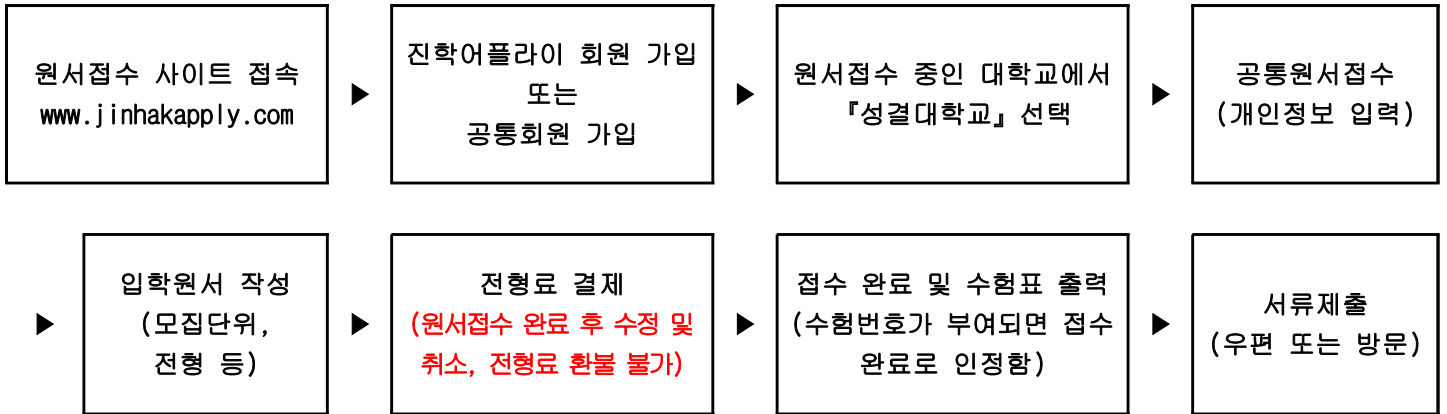 원서접수 사이트 접속
www.jinhakapply.com
▶
진학어플라이 회원 가입
또는
공통회원 가입
▶
원서접수 중인 대학교에서
『성결대학교』 선택
▶
공통원서접수
(개인정보 입력)
▶
입학원서 작성
(모집단위,
전형 등)
▶
전형료 결제
(원서접수 완료 후 수정 및
취소, 전형료 환불 불가)
▶
접수 완료 및 수험표 출력
(수험번호가 부여되면 접수
완료로 인정함)
▶
서류제출
(우편 또는 방문)